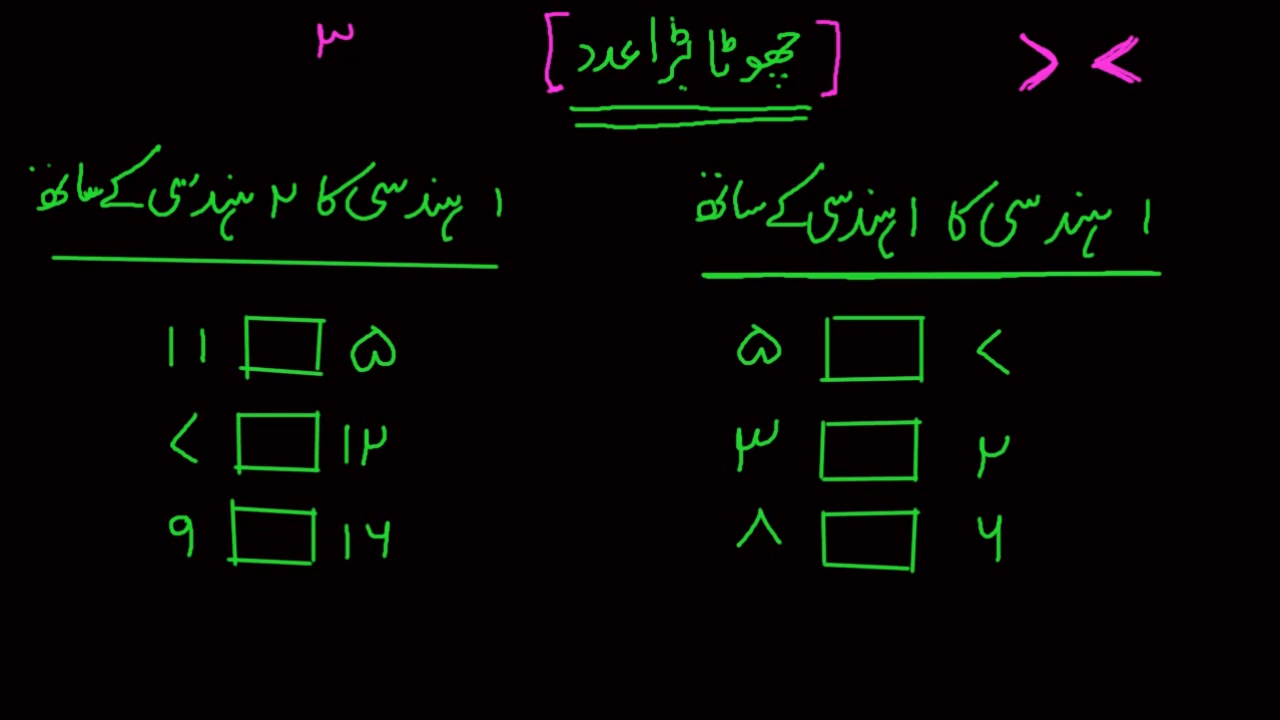 > <
[چھوٹا بڑا عدد]
۳
۱ ہندسی کا ۱ ہندسی کے ساتھ
۷ □ ۵
۲ □ ۳
۶ □ ۸
۱ ہندسی کا ۲ ہندسی کے ساتھ
۵ □ ۱۱
۱۲ □ ۷
۱۶ □ ۹